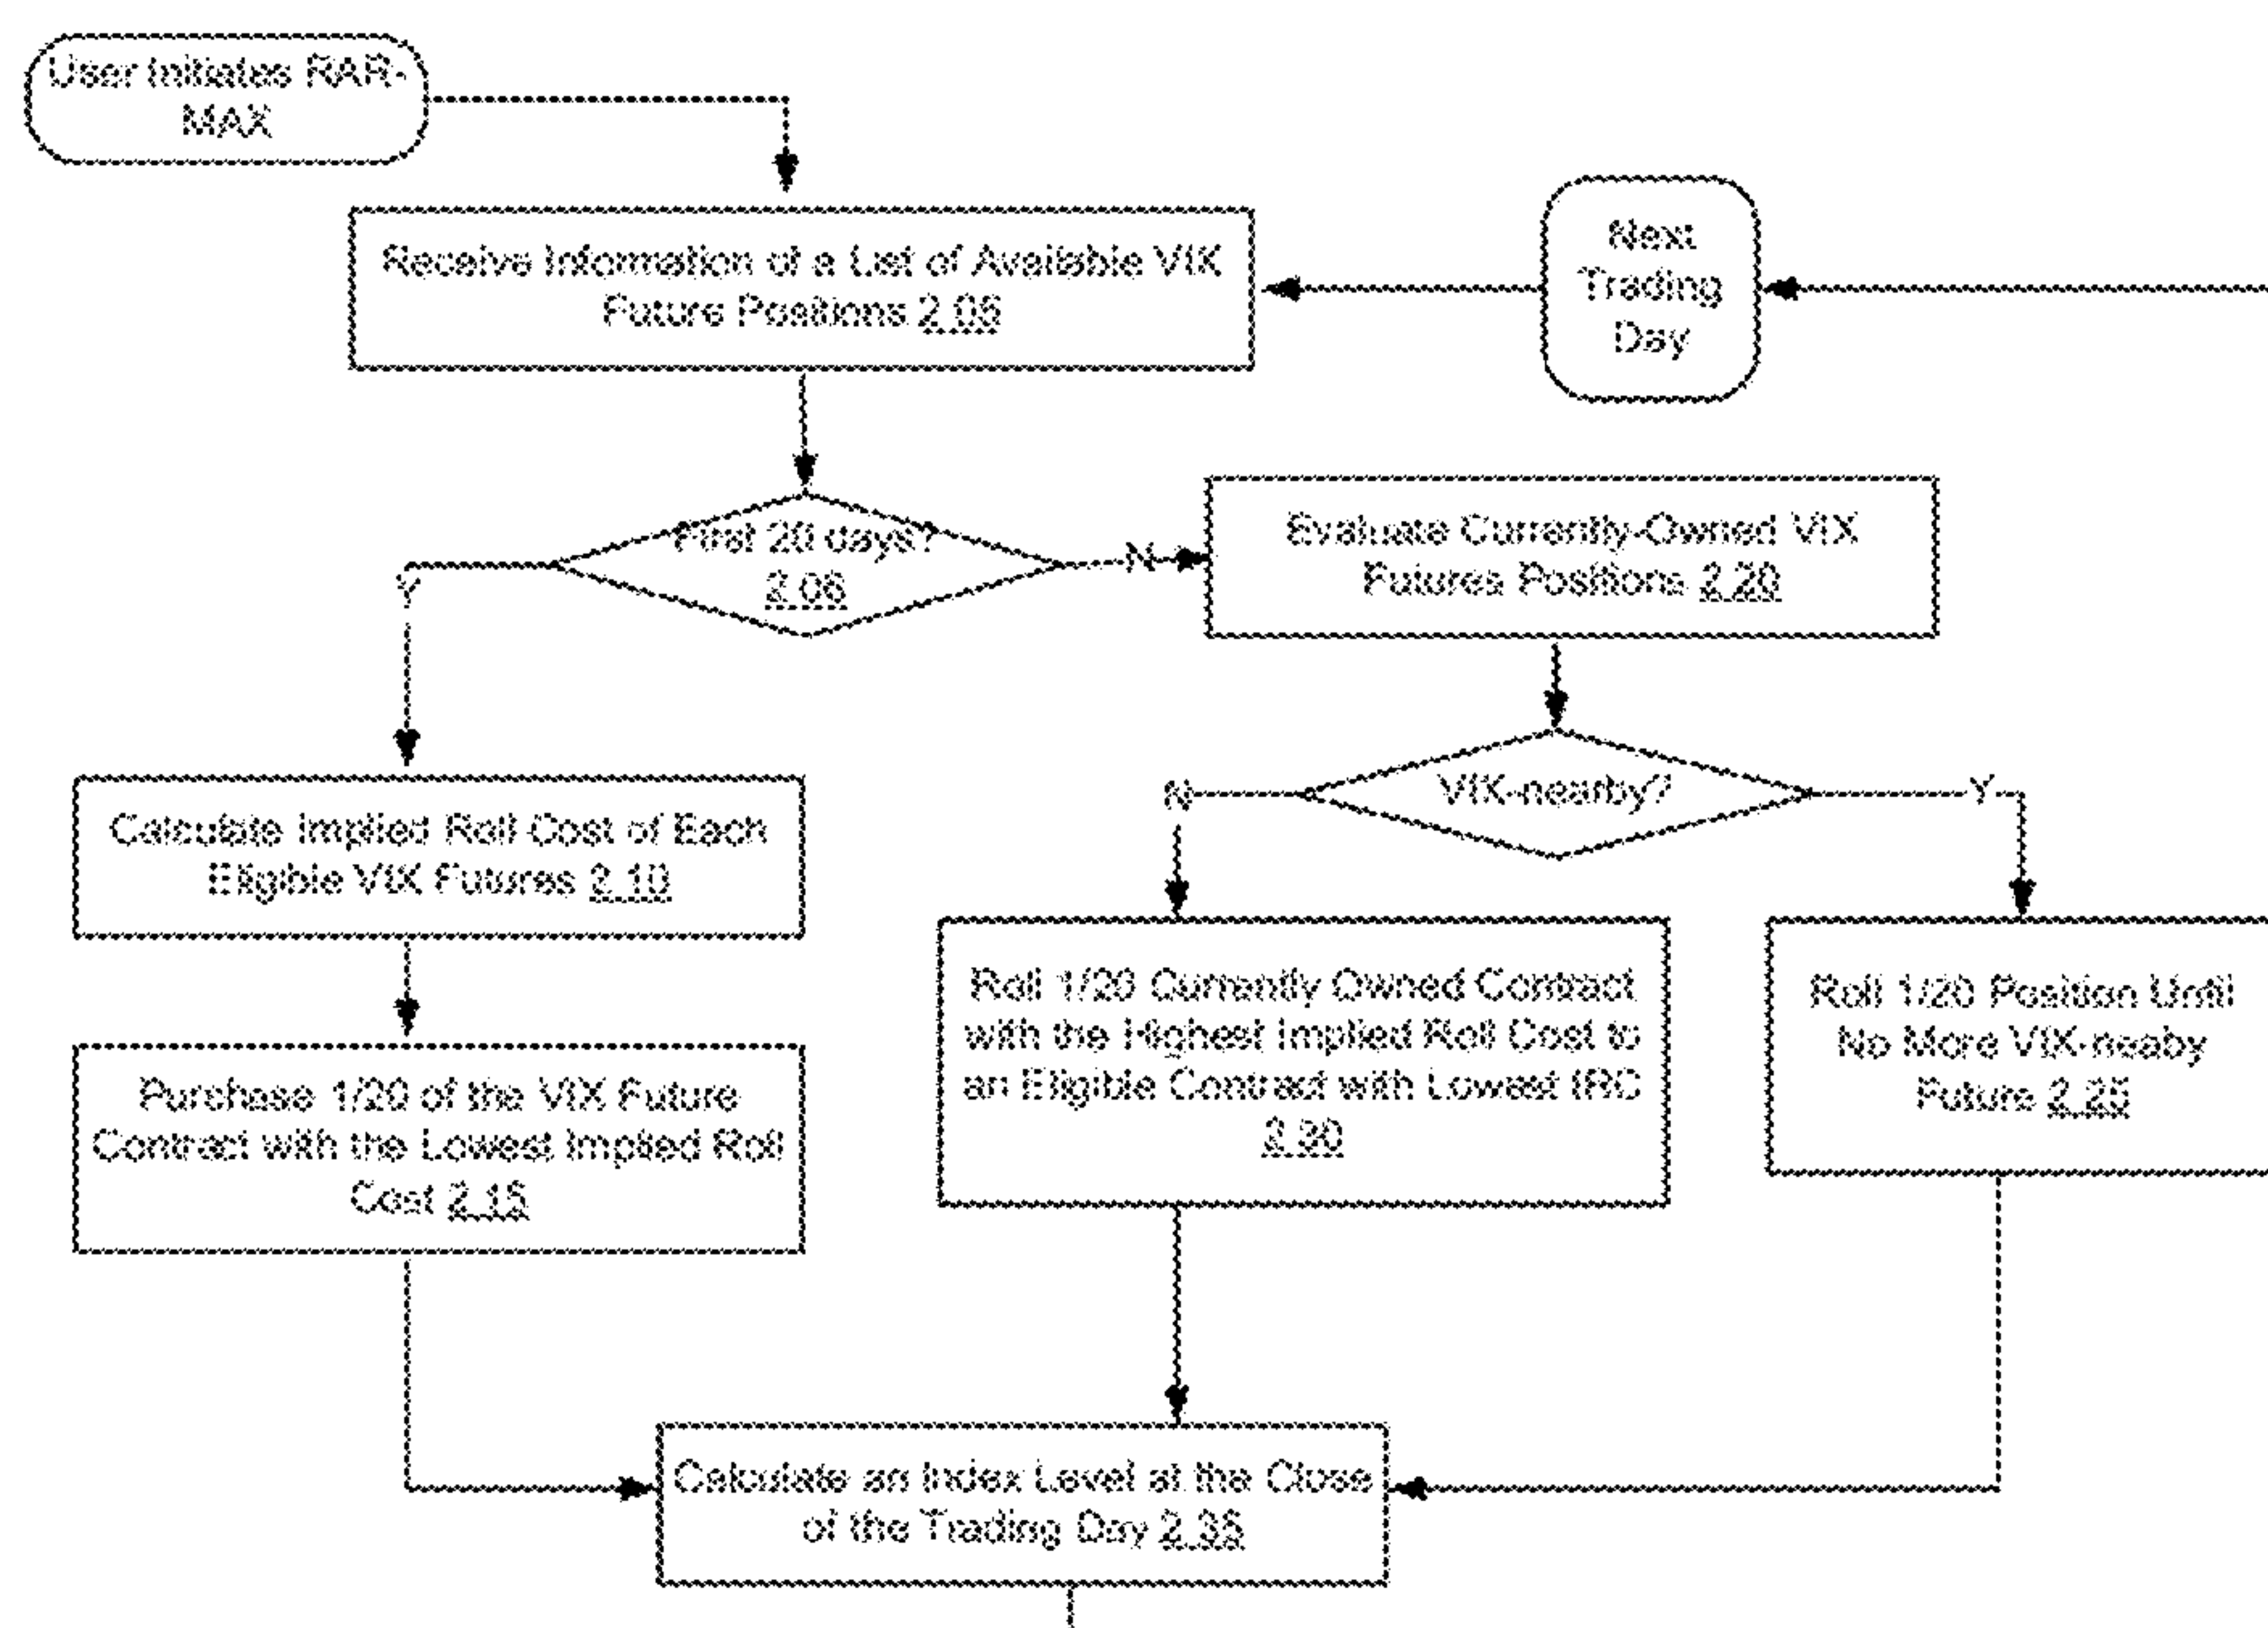 User Initiates RAR-
MAX
Receive Information of a List of Available VIX
Future Positions 2.05
Next
Trading
Day
First 20 days?
2.06
Y
N
Evaluate Currently-Owned VIX
Futures Positions 2.20
VIX-nearby?
N
Y
Calculate Implied Roll Cost of Each
Eligible VIX Futures 2.10
Roll 1/20 Currently Owned Contract
with the Highest Implied Roll Cost to
an Eligible Contract with Lowest IRC
2.30
Roll 1/20 Position Until
No More VIX-neaby
Future 2.25
Purchase 1/20 of the VIX Future
Contract with the Lowest Implied Roll
Cost 2.15
Calculate an Index Level at the Close
of the Trading Day 2.35